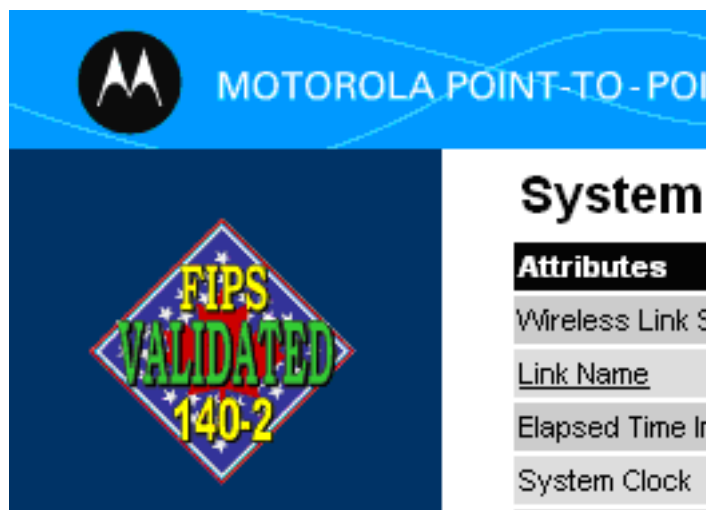 MOTOROLA POINT-TO-POI
FIPS
VALIDATED
140-2
System
Attributes
Wireless Link S
Link Name
Elapsed Time In
System Clock